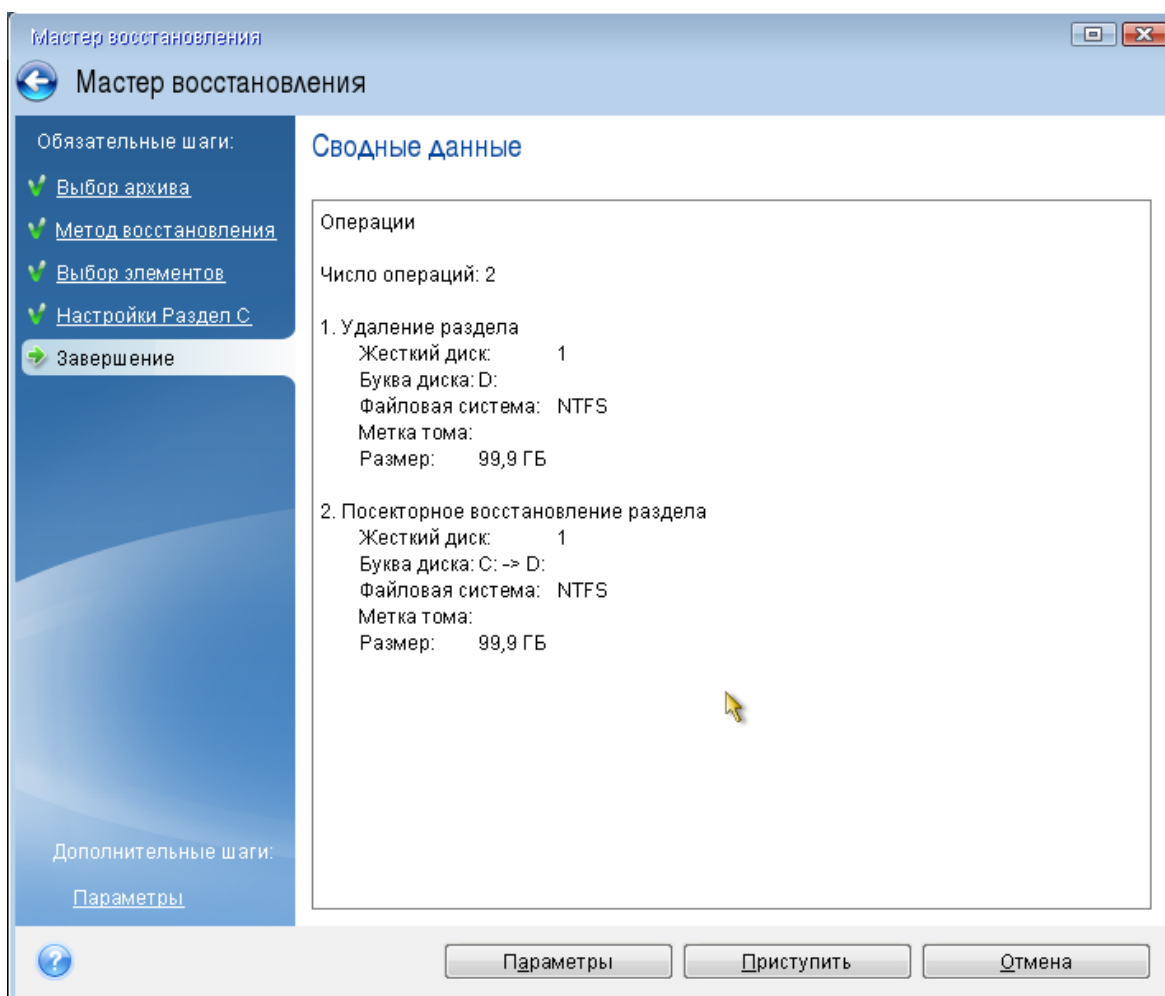 Мастер восстановления
Мастер восстановления
Обязательные шаги:
Выбор архива
Метод восстановления
Выбор элементов
Настройки Раздел C
Завершение
Дополнительные шаги:
Параметры
Сводные данные
Операции
Число операций: 2
1. Удаление раздела
Жесткий диск: 1
Буква диска: D:
Файловая система: NTFS
Метка тома:
Размер: 99,9 ГБ
2. Посекторное восстановление раздела
Жесткий диск: 1
Буква диска: C: -> D:
Файловая система: NTFS
Метка тома:
Размер: 99,9 ГБ
?
Параметры
Приступить
Отмена